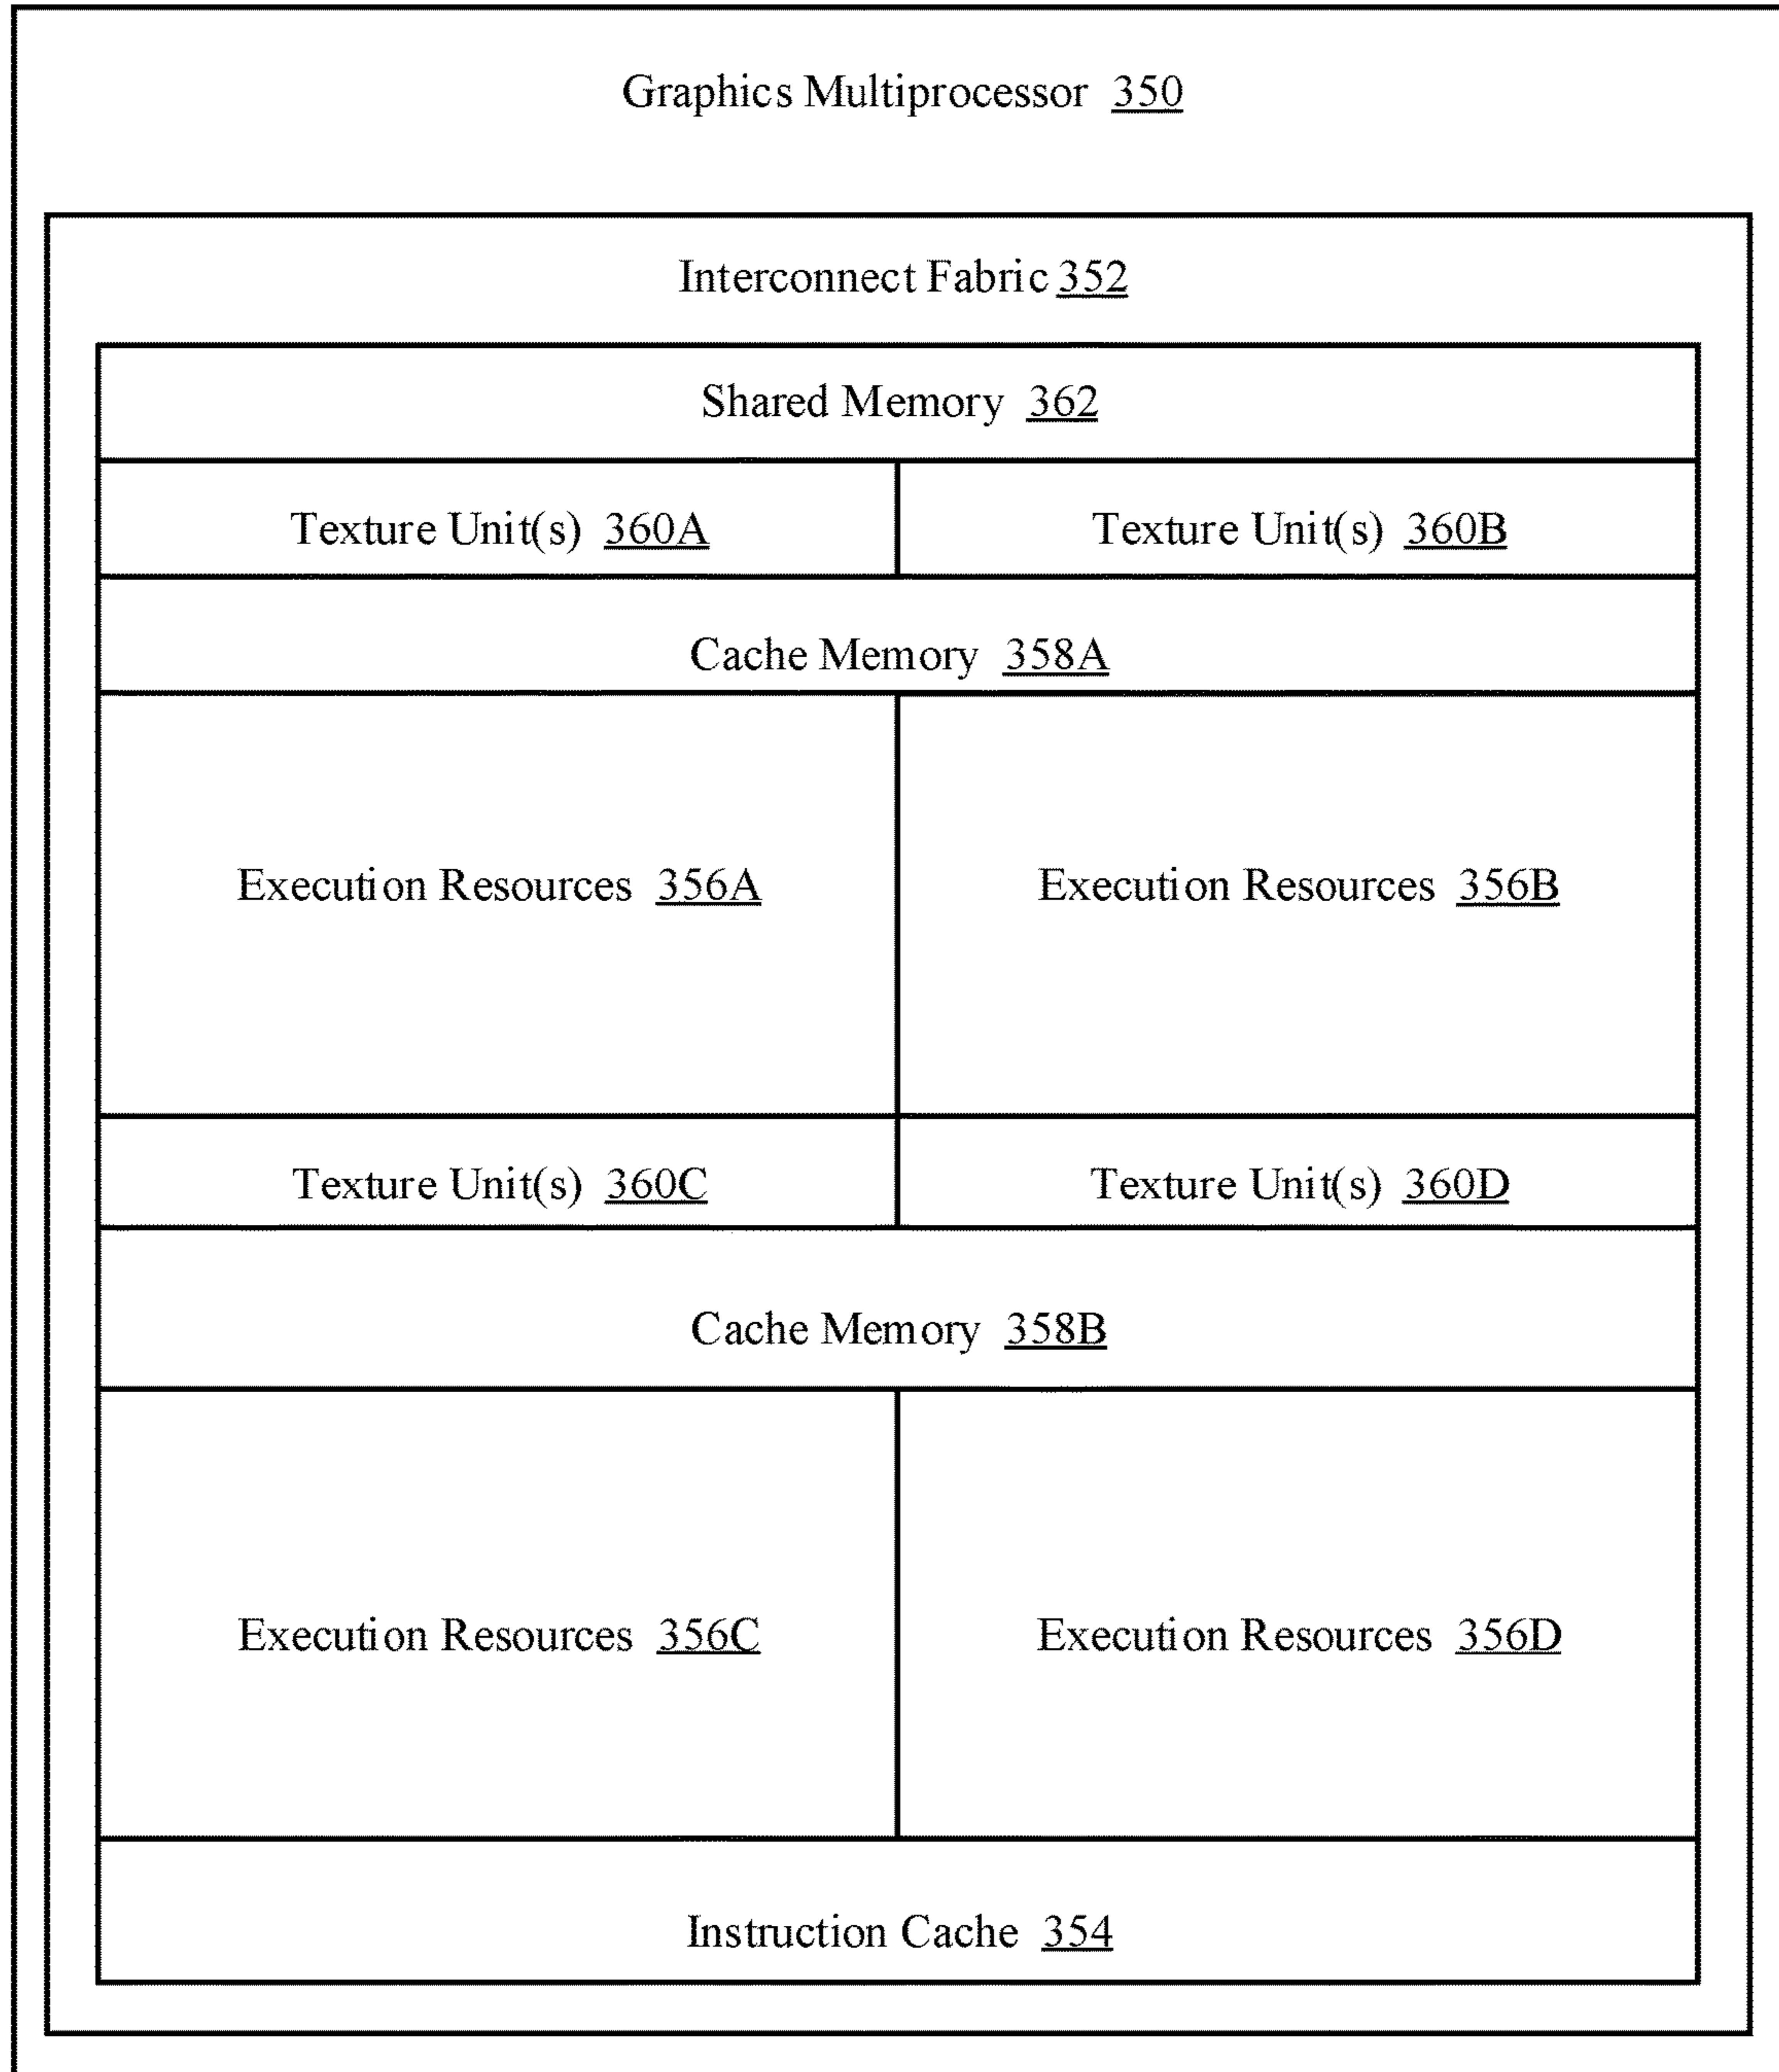 Graphics Multiprocessor 350
Interconnect Fabric 352
Shared Memory 362
Texture Unit(s) 360A
Texture Unit(s) 360B
Cache Memory 358A
Execution Resources 356A
Execution Resources 356B
Texture Unit(s) 360C
Texture Unit(s) 360D
Cache Memory 358B
Execution Resources 356C
Execution Resources 356D
Instruction Cache 354